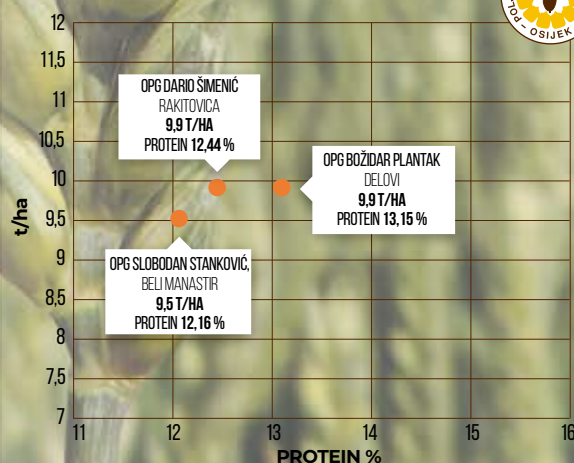 POLJ
- OSIJEK
t/ha
12
11,5
11
10,5
10
9,5
9
8,5
8
7,5
7
OPG DARIO ŠIMENIĆ
RAKITOVICA
9,9 T/HA
PROTEIN 12,44 %
OPG BOŽIDAR PLANTAK
DELOVI
9,9 T/HA
PROTEIN 13,15 %
OPG SLOBODAN STANKOVIĆ,
BELI MANASTIR
9,5 T/HA
PROTEIN 12,16 %
11 12 13 14 15 16
PROTEIN %